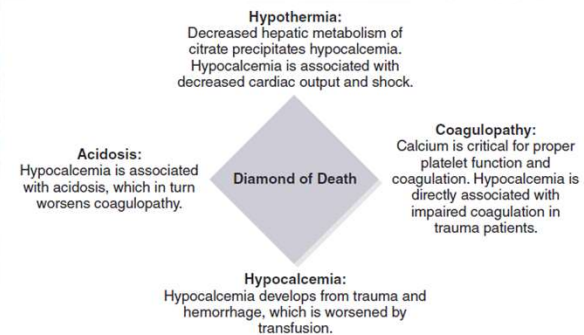 Hypothermia:
Decreased hepatic metabolism of
citrate precipitates hypocalcemia.
Hypocalcemia is associated with
decreased cardiac output and shock.
Acidosis:
Hypocalcemia is associated
with acidosis, which in turn
worsens coagulopathy.
Diamond of Death
Coagulopathy:
Calcium is critical for proper
platelet function and
coagulation. Hypocalcemia is
directly associated with
impaired coagulation in
trauma patients.
Hypocalcemia:
Hypocalcemia develops from trauma and
hemorrhage, which is worsened by
transfusion.